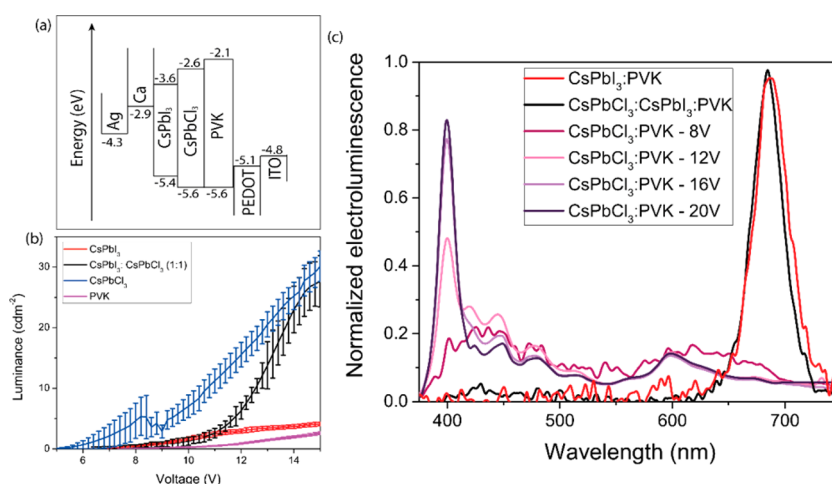 (a)
Energy (eV)
Ag
-4.3
Ca
-2.9
CsPbI₃
-3.6
-5.4
CsPbCl₃
-2.6
-5.6
PVK
-2.1
-5.6
PEDOT
-5.1
ITO
-4.8
(b)
Luminance (cdm⁻²)
30
25
20
15
10
5
0
CsPbI₃
CsPbI₃: CsPbCl₃ (1:1)
CsPbCl₃
PVK
6 8 10 12 14
Voltage (V)
(c)
Normalized electroluminescence
1.0
0.8
0.6
0.4
0.2
0.0
CsPbI₃:PVK
CsPbCl₃:CsPbI₃:PVK
CsPbCl₃:PVK - 8V
CsPbCl₃:PVK - 12V
CsPbCl₃:PVK - 16V
CsPbCl₃:PVK - 20V
400 500 600 700
Wavelength (nm)